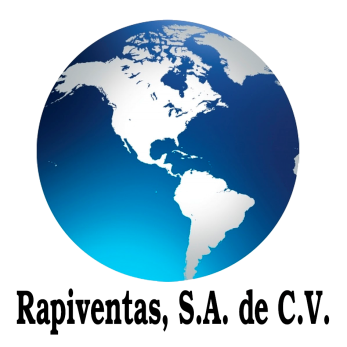 Rapiventas, S.A. de C.V.